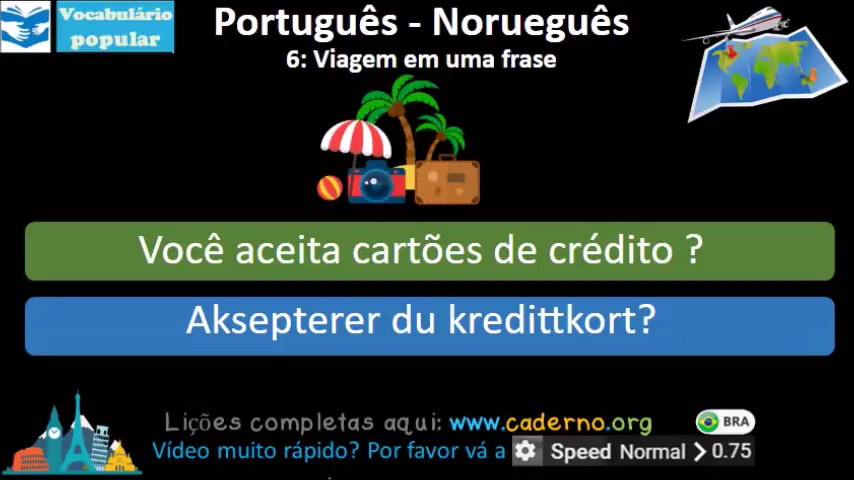 Vocabulário
popular
Português - Norueguês
6: Viagem em uma frase
Você aceita cartões de crédito ?
Aksepterer du kredittkort?
Lições completas aqui: www.caderno.org
BRA
Vídeo muito rápido? Por favor vá a Speed Normal > 0.75